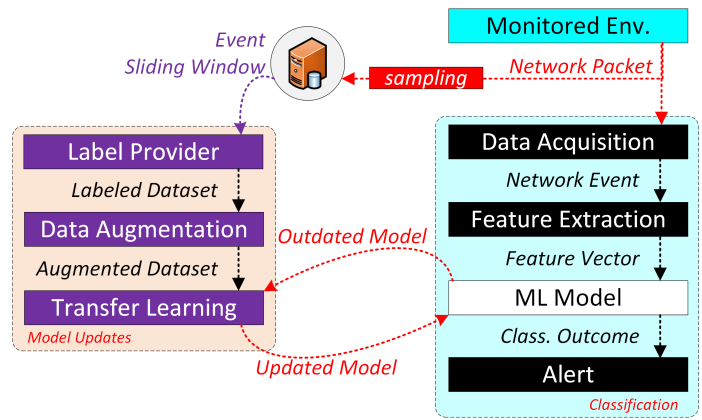 Monitored Env.
Event
Sliding Window
sampling
Network Packet
Label Provider
Labeled Dataset
Data Augmentation
Augmented Dataset
Transfer Learning
Model Updates
Outdated Model
Updated Model
Data Acquisition
Network Event
Feature Extraction
Feature Vector
ML Model
Class. Outcome
Alert
Classification